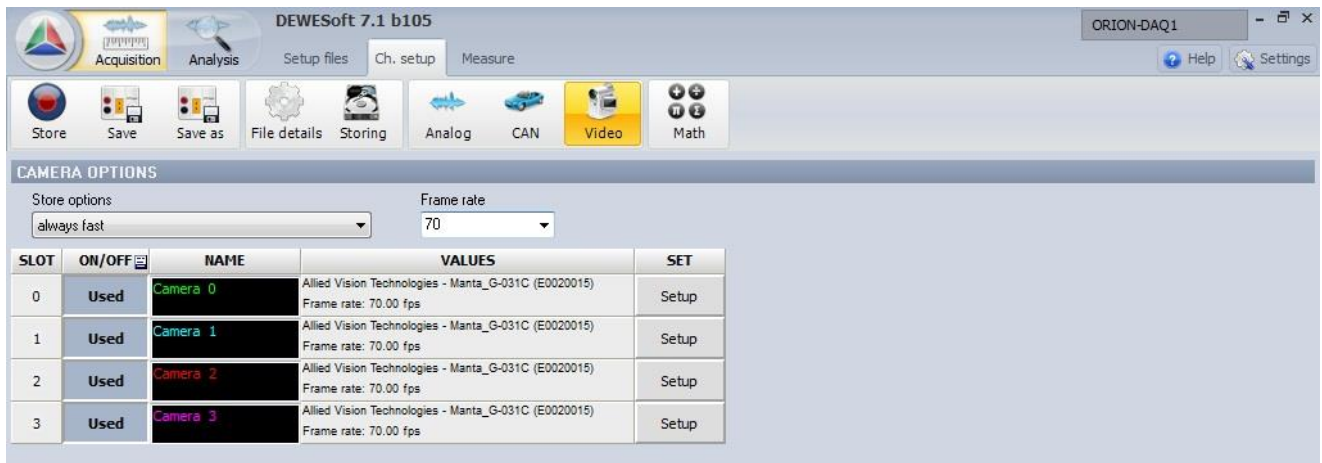 DEWESoft 7.1 b105
ORION-DAQ1
Acquisition
Analysis
Setup files
Ch. setup
Measure
Help
Settings
Store
Save
Save as
File details
Storing
Analog
CAN
Video
Math
CAMERA OPTIONS
Store options
Frame rate
always fast
70
SLOT ON/OFF NAME VALUES SET
0 Used Camera 0 Allied Vision Technologies - Manta_G-031C (E0020015) Setup
Frame rate: 70.00 fps
1 Used Camera 1 Allied Vision Technologies - Manta_G-031C (E0020015) Setup
Frame rate: 70.00 fps
2 Used Camera 2 Allied Vision Technologies - Manta_G-031C (E0020015) Setup
Frame rate: 70.00 fps
3 Used Camera 3 Allied Vision Technologies - Manta_G-031C (E0020015) Setup
Frame rate: 70.00 fps